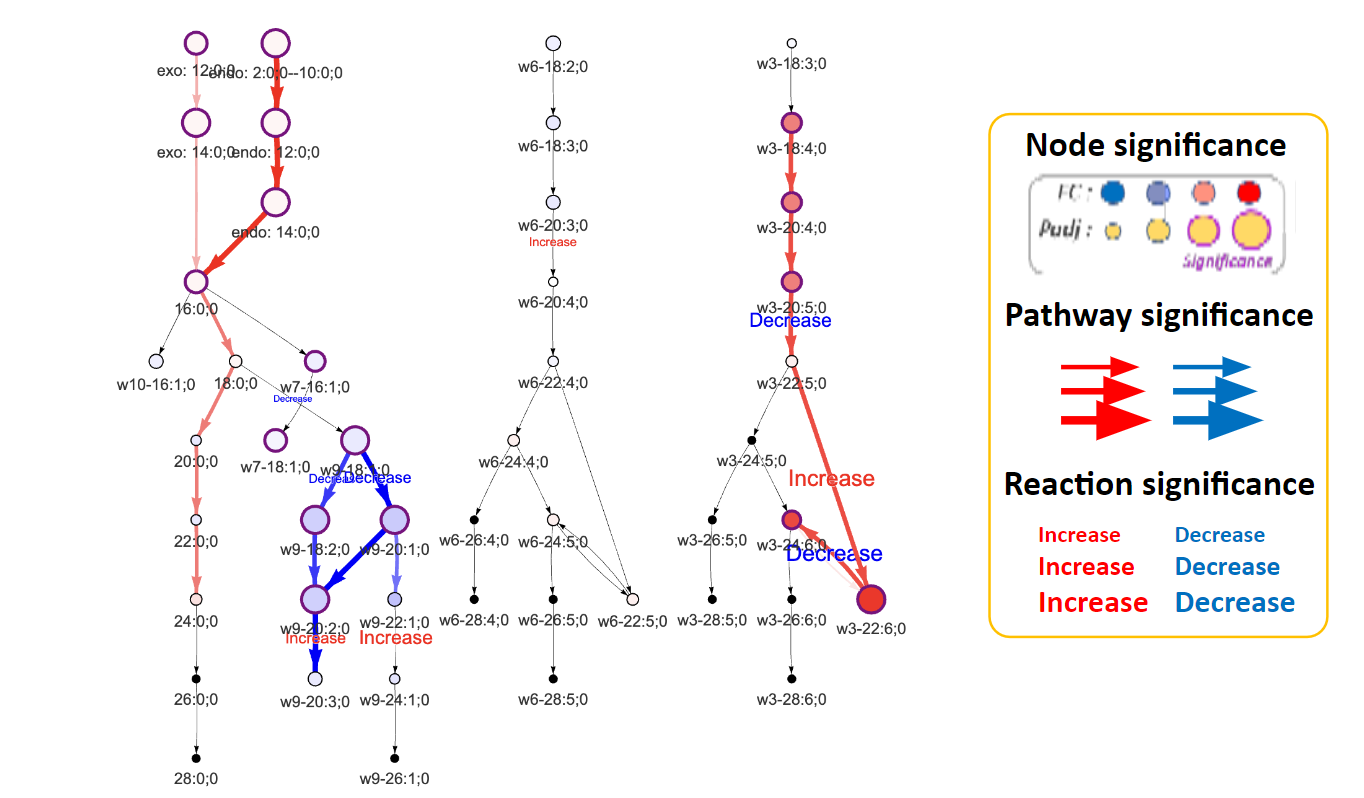 exo: 12:0;0
endo: 2:0;0--10:0;0
w6-18:2;0
w3-18:3;0
exo: 14:0;0
endo: 12:0;0
w6-18:3;0
w3-18:4;0
endo: 14:0;0
w6-20:3;0
Increase
w3-20:4;0
16:0;0
w6-20:4;0
w3-20:5;0
Decrease
w10-16:1;0
18:0;0
w7-16:1;0
Decrease
w6-22:4;0
w3-22:5;0
20:0;0
w7-18:1;0
w9-18:1;0
Decrease
Decrease
w6-24:4;0
w3-24:5;0
Increase
22:0;0
w9-18:2;0
w9-20:1;0
w6-26:4;0
w6-24:5;0
w3-26:5;0
w3-24:6;0
Decrease
24:0;0
w9-20:2;0
Increase
w9-22:1;0
Increase
w6-28:4;0
w6-26:5;0
w6-22:5;0
w3-28:5;0
w3-26:6;0
w3-22:6;0
26:0;0
w9-20:3;0
w9-24:1;0
w6-28:5;0
w3-28:6;0
28:0;0
w9-26:1;0
Node significance
FC :
Padj :
Significance
Pathway significance
Reaction significance
Increase Decrease
Increase Decrease
Increase Decrease